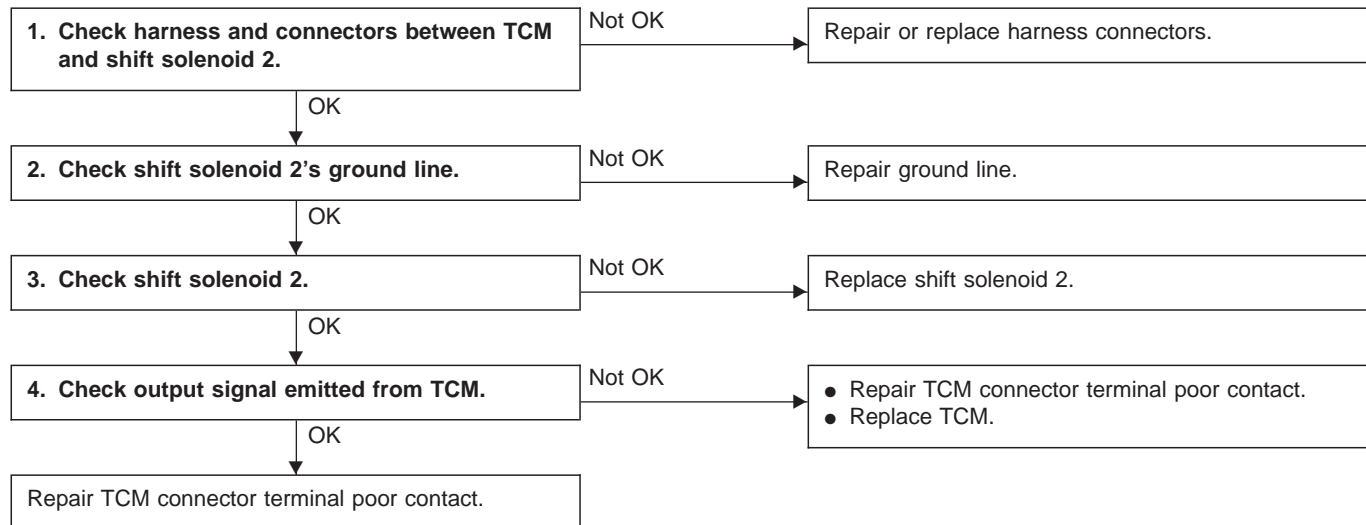 1. Check harness and connectors between TCM
and shift solenoid 2.
Not OK
Repair or replace harness connectors.
OK
2. Check shift solenoid 2's ground line.
Not OK
Repair ground line.
OK
3. Check shift solenoid 2.
Not OK
Replace shift solenoid 2.
OK
4. Check output signal emitted from TCM.
Not OK
● Repair TCM connector terminal poor contact.
● Replace TCM.
OK
Repair TCM connector terminal poor contact.